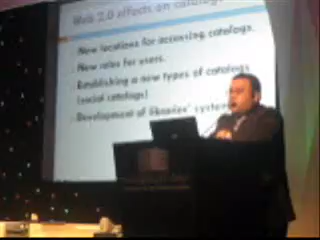 Web 2.0 effects on catalogs
New locations for accessing catalogs.
New roles for users.
Establishing a new types of catalogs
(social catalogs)
Development of libraries' systems